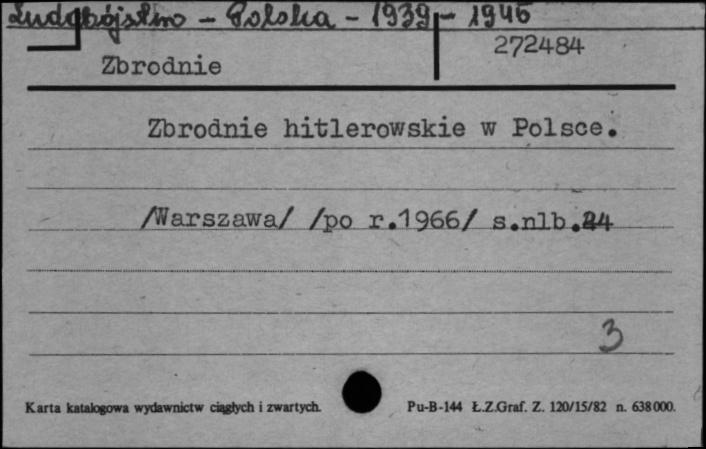 Ludobójstwo - Polska - 1939 - 1945
272484
Zbrodnie
Zbrodnie hitlerowskie w Polsce.
/Warszawa/ /po r.1966/ s.nlb.24
3
Karta katalogowa wydawnictw ciągłych i zwartych. Pu-B-144 Ł.Z.Graf. Z. 120/15/82 n. 638000.